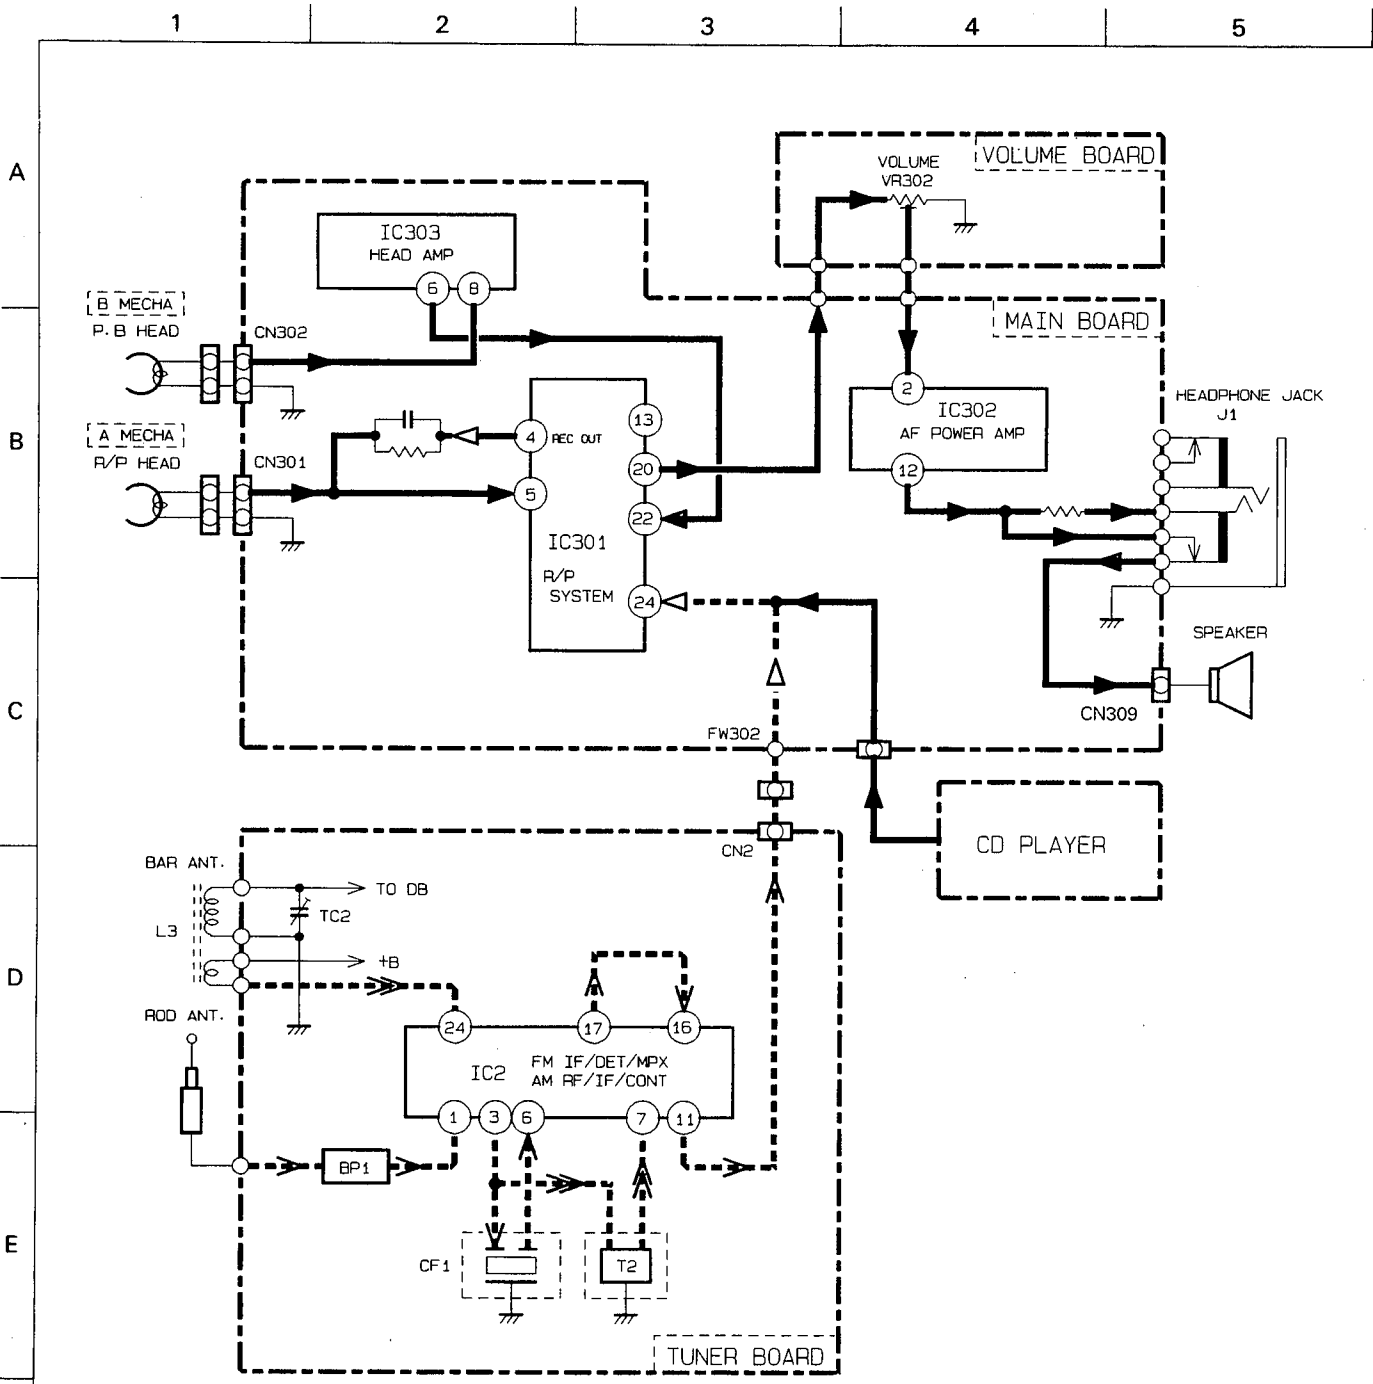 1 2 3 4 5
A
VOLUME BOARD
VOLUME
VR302
IC303
HEAD AMP
6 8
B MECHA
P.B HEAD
CN302
MAIN BOARD
B
A MECHA
R/P HEAD
CN301
4 REC OUT
5
13
20
22
IC301
R/P
SYSTEM
24
2
IC302
AF POWER AMP
12
HEADPHONE JACK
J1
C
SPEAKER
CN309
FW302
CN2
CD PLAYER
BAR ANT.
TO DB
TC2
L3
+B
D
ROD ANT.
24 17 16
IC2
FM IF/DET/MPX
AM RF/IF/CONT
1 3 6 7 11
BP1
E
CF1
T2
TUNER BOARD